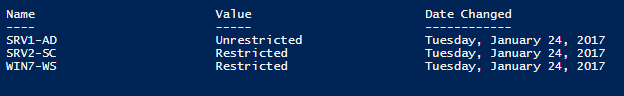 Name Value Date Changed
---- ----- ------------
SRV1-AD Unrestricted Tuesday, January 24, 2017
SRV2-SC Restricted Tuesday, January 24, 2017
WIN7-WS Restricted Tuesday, January 24, 2017